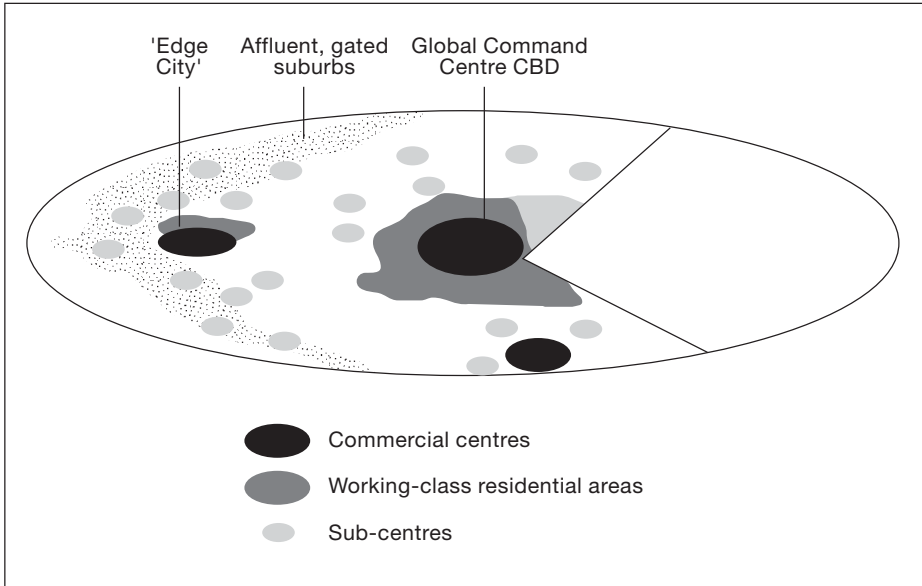 'Edge
City'
Affluent, gated
suburbs
Global Command
Centre CBD
Commercial centres
Working-class residential areas
Sub-centres